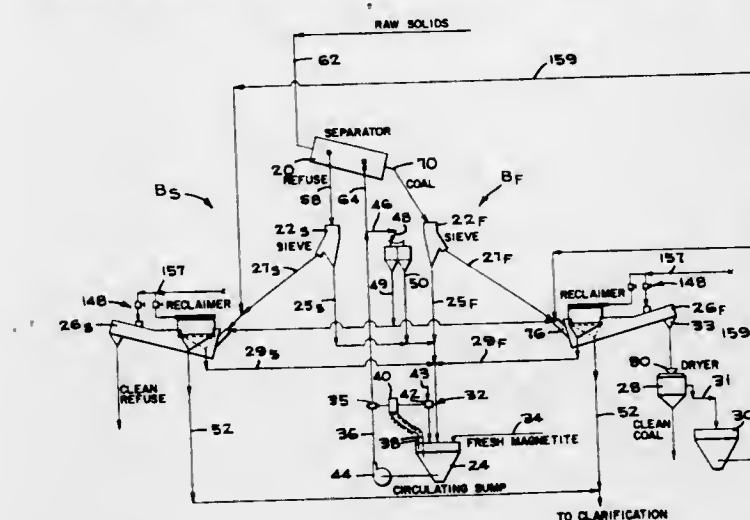 RAW SOLIDS
62
159
SEPARATOR
20
70
REFUSE
COAL
68
64
46
48
BS
BF
22S
SIEVE
22F
SIEVE
27S
27F
49
50
25S
25F
157
148
RECLAIMER
26S
157
148
RECLAIMER
26F
76
33
159
29S
29F
80
DRYER
28
31
30
CLEAN REFUSE
CLEAN COAL
52
52
35
40
43
42
32
36
38
34
FRESH MAGNETITE
44
24
CIRCULATING SUMP
TO CLARIFICATION